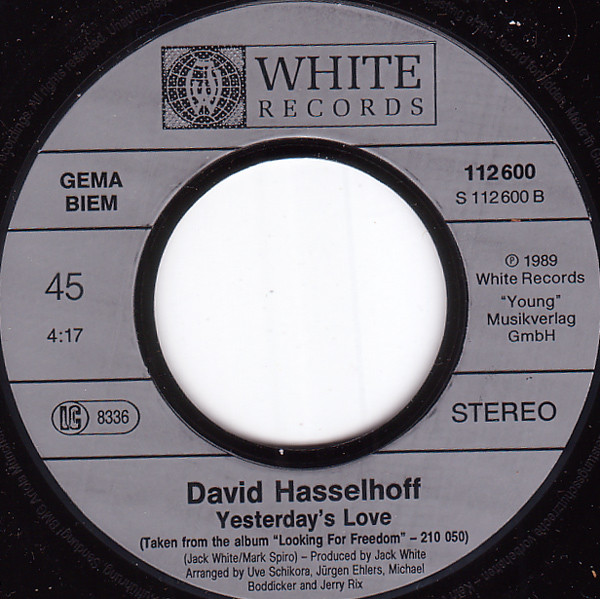 WHITE
RECORDS
GEMA
BIEM
112 600
S 112 600 B
45
4:17
℗ 1989
White Records
"Young"
Musikverlag
GmbH
LC 8336
STEREO
David Hasselhoff
Yesterday's Love
(Taken from the album "Looking For Freedom" – 210 050)
(Jack White/Mark Spiro) – Produced by Jack White
Arranged by Uve Schikora, Jürgen Ehlers, Michael
Boddicker and Jerry Rix